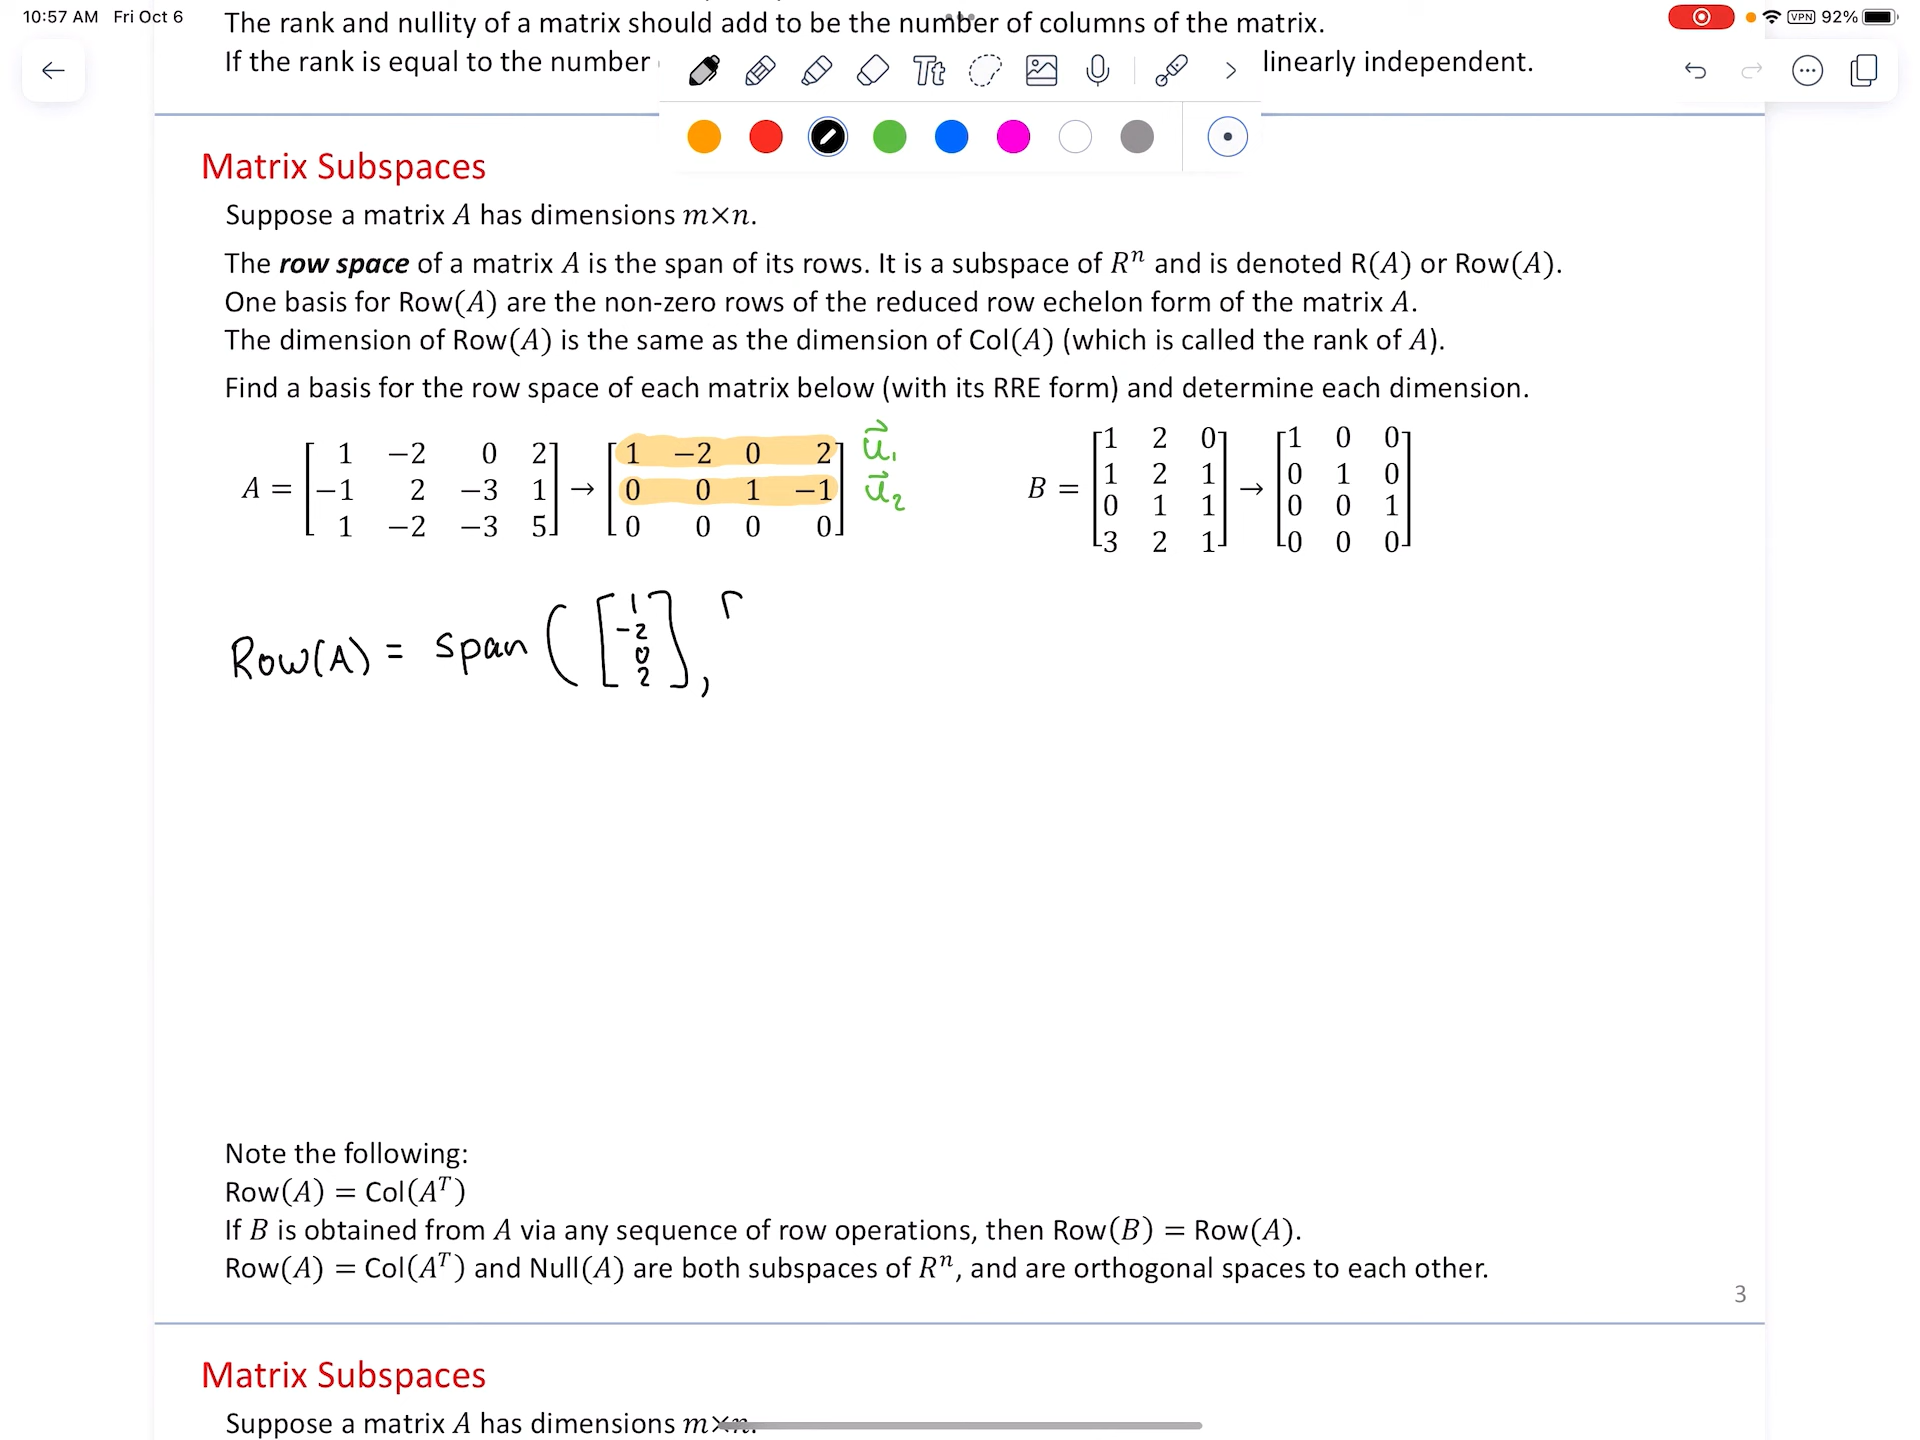 10:57 AM Fri Oct 6
VPN 92%
The rank and nullity of a matrix should add to be the number of columns of the matrix.
If the rank is equal to the number linearly independent.
Tt
Matrix Subspaces
Suppose a matrix A has dimensions m×n.
The row space of a matrix A is the span of its rows. It is a subspace of Rⁿ and is denoted R(A) or Row(A).
One basis for Row(A) are the non-zero rows of the reduced row echelon form of the matrix A.
The dimension of Row(A) is the same as the dimension of Col(A) (which is called the rank of A).
Find a basis for the row space of each matrix below (with its RRE form) and determine each dimension.
A = [1 −2 0 2; −1 2 −3 1; 1 −2 −3 5] → [1 −2 0 2; 0 0 1 −1; 0 0 0 0] u⃗₁ u⃗₂
B = [1 2 0; 1 2 1; 0 1 1; 3 2 1] → [1 0 0; 0 1 0; 0 0 1; 0 0 0]
Row(A) = span ( [1 -2 0 2],
Note the following:
Row(A) = Col(Aᵀ)
If B is obtained from A via any sequence of row operations, then Row(B) = Row(A).
Row(A) = Col(Aᵀ) and Null(A) are both subspaces of Rⁿ, and are orthogonal spaces to each other.
3
Matrix Subspaces
Suppose a matrix A has dimensions m×n.